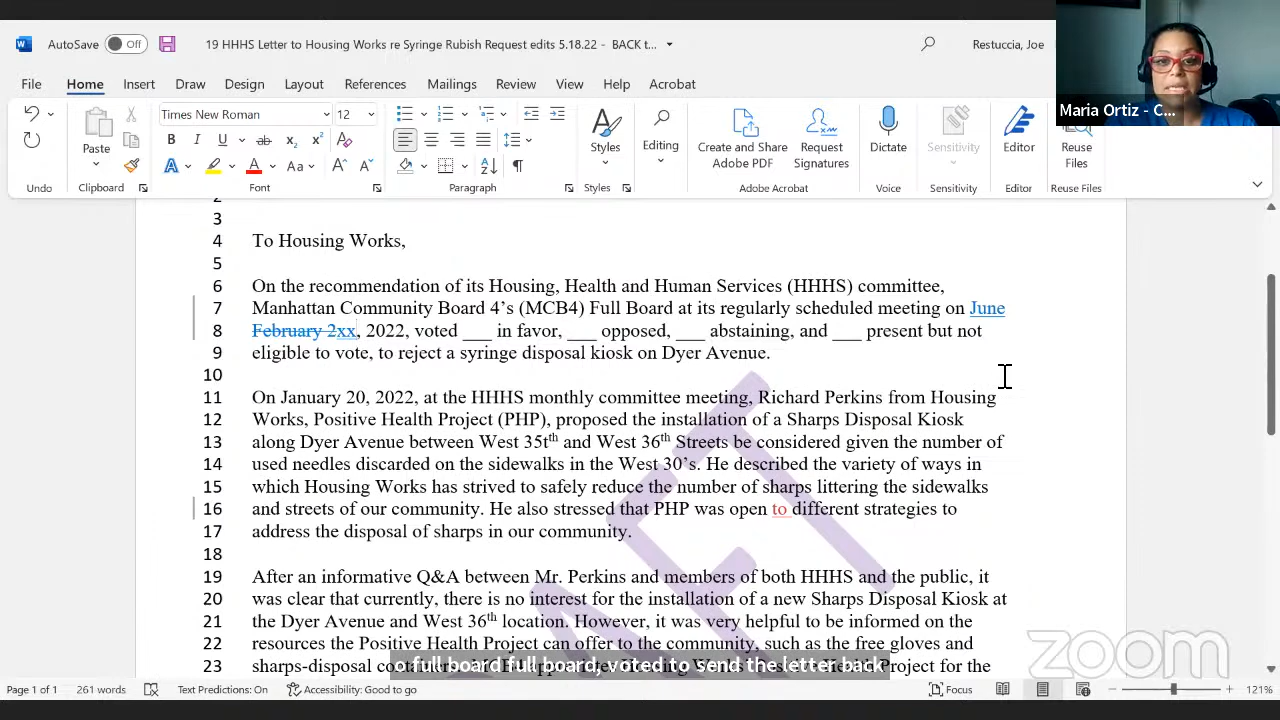 AutoSave Off 19 HHHS Letter to Housing Works re Syringe Rubish Request edits 5.18.22 - BACK t... Restuccia, Joe
File Home Insert Draw Design Layout References Mailings Review View Help Acrobat
Maria Ortiz - C...
Times New Roman 12
Paste Styles Editing Create and Share Adobe PDF Request Signatures Dictate Sensitivity Editor Reuse Files
Undo Clipboard Font Paragraph Styles Adobe Acrobat Voice Sensitivity Editor Reuse Files
2
3
4 To Housing Works,
5
6 On the recommendation of its Housing, Health and Human Services (HHHS) committee,
7 Manhattan Community Board 4’s (MCB4) Full Board at its regularly scheduled meeting on June
8 February 2xx, 2022, voted ___ in favor, ___ opposed, ___ abstaining, and ___ present but not
9 eligible to vote, to reject a syringe disposal kiosk on Dyer Avenue.
10
11 On January 20, 2022, at the HHHS monthly committee meeting, Richard Perkins from Housing
12 Works, Positive Health Project (PHP), proposed the installation of a Sharps Disposal Kiosk
13 along Dyer Avenue between West 35th and West 36th Streets be considered given the number of
14 used needles discarded on the sidewalks in the West 30’s. He described the variety of ways in
15 which Housing Works has strived to safely reduce the number of sharps littering the sidewalks
16 and streets of our community. He also stressed that PHP was open to different strategies to
17 address the disposal of sharps in our community.
18
19 After an informative Q&A between Mr. Perkins and members of both HHHS and the public, it
20 was clear that currently, there is no interest for the installation of a new Sharps Disposal Kiosk at
21 the Dyer Avenue and West 36th location. However, it was very helpful to be informed on the
22 resources the Positive Health Project can offer to the community, such as the free gloves and
23 sharps-disposal Project for the
o full board full board, voted to send the letter back
zoom
Page 1 of 1 261 words Text Predictions: On Accessibility: Good to go Focus 121%